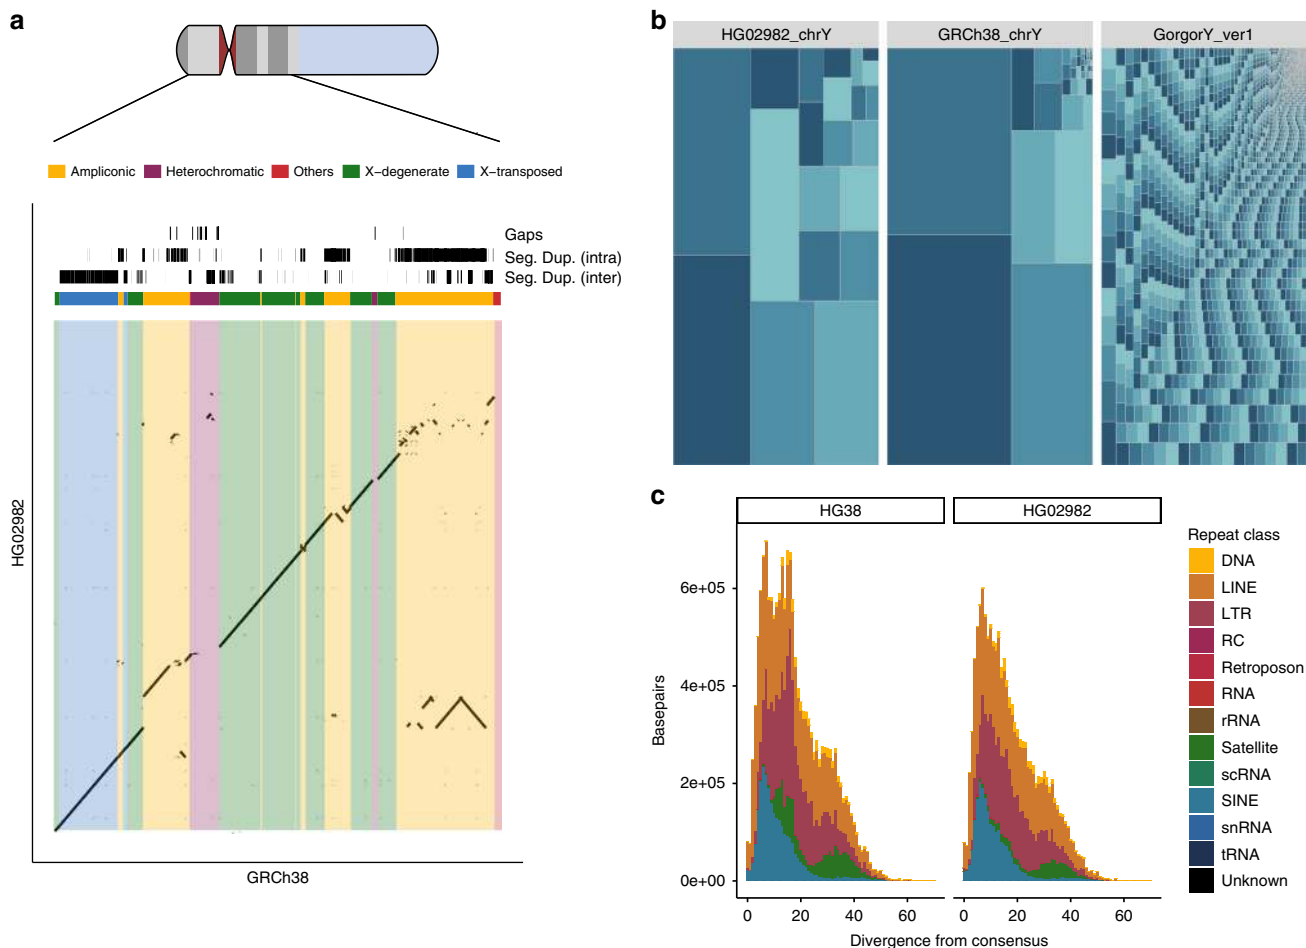 a
Ampliconic Heterochromatic Others X−degenerate X−transposed
Gaps
Seg. Dup. (intra)
Seg. Dup. (inter)
HG02982
GRCh38
b
HG02982_chrY GRCh38_chrY GorgorY_ver1
c
HG38 HG02982
6e+05
4e+05
2e+05
0e+00
Basepairs
0 20 40 60 0 20 40 60
Divergence from consensus
Repeat class
DNA
LINE
LTR
RC
Retroposon
RNA
rRNA
Satellite
scRNA
SINE
snRNA
tRNA
Unknown